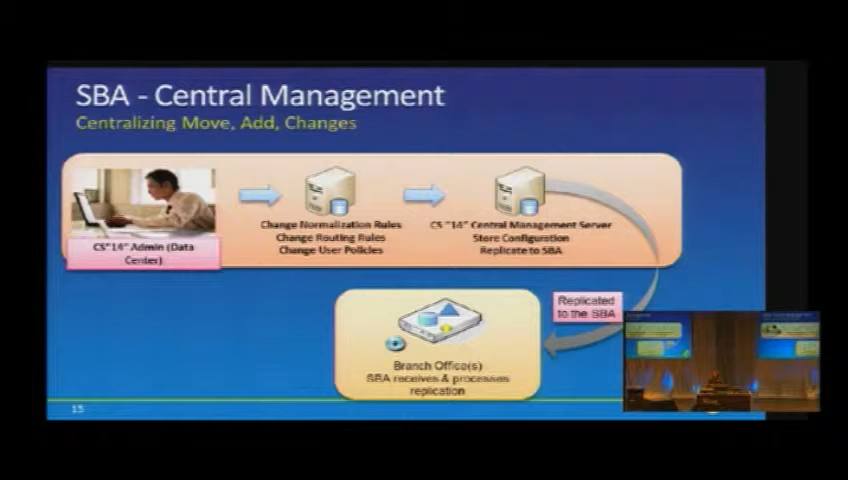 SBA - Central Management
Centralizing Move, Add, Changes
CS"14" Admin (Data
Center)
Change Normalization Rules
Change Routing Rules
Change User Policies
CS "14" Central Management Server
Store Configuration
Replicate to SBA
Replicated
to the SBA
Branch Office(s)
SBA receives & processes
replication
15